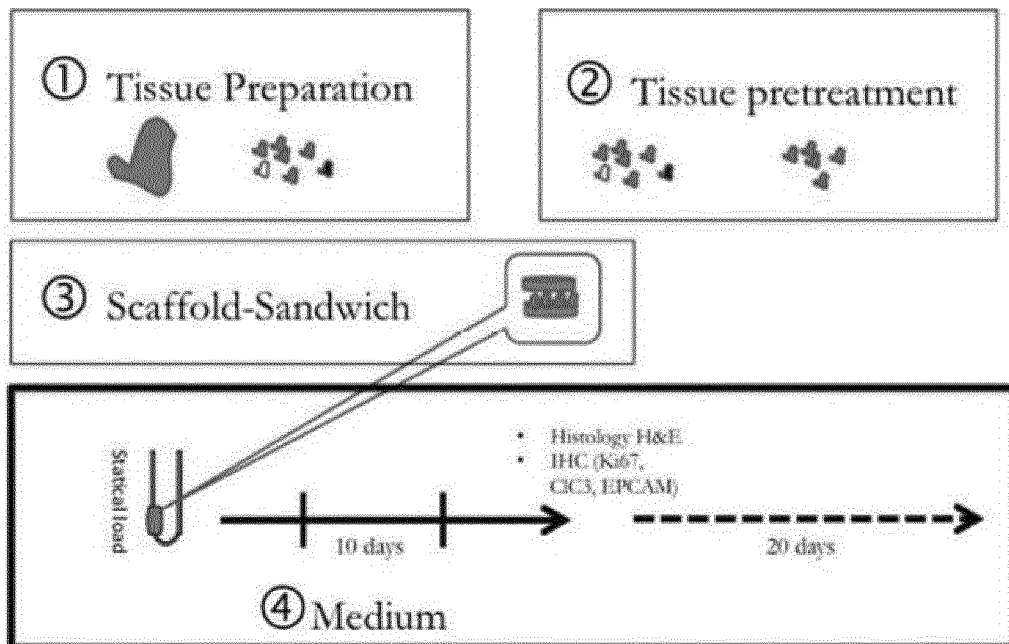 ① Tissue Preparation
② Tissue pretreatment
③ Scaffold-Sandwich
Statical load
• Histology H&E
• IHC (Ki67,
ClC3, EPCAM)
10 days
20 days
④ Medium